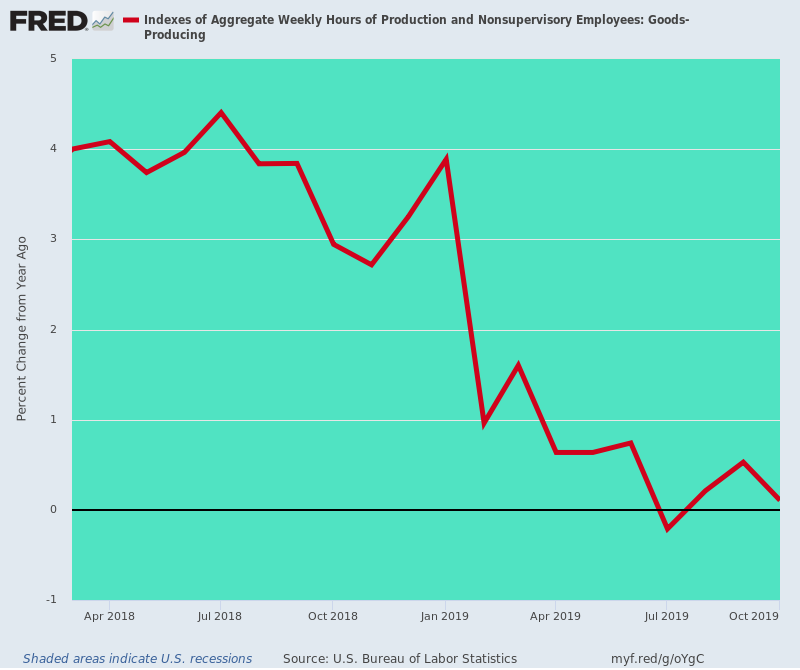 FRED
Indexes of Aggregate Weekly Hours of Production and Nonsupervisory Employees: Goods-
Producing
5
4
3
2
1
0
-1
Percent Change from Year Ago
Apr 2018
Jul 2018
Oct 2018
Jan 2019
Apr 2019
Jul 2019
Oct 2019
Shaded areas indicate U.S. recessions
Source: U.S. Bureau of Labor Statistics
myf.red/g/oYgC